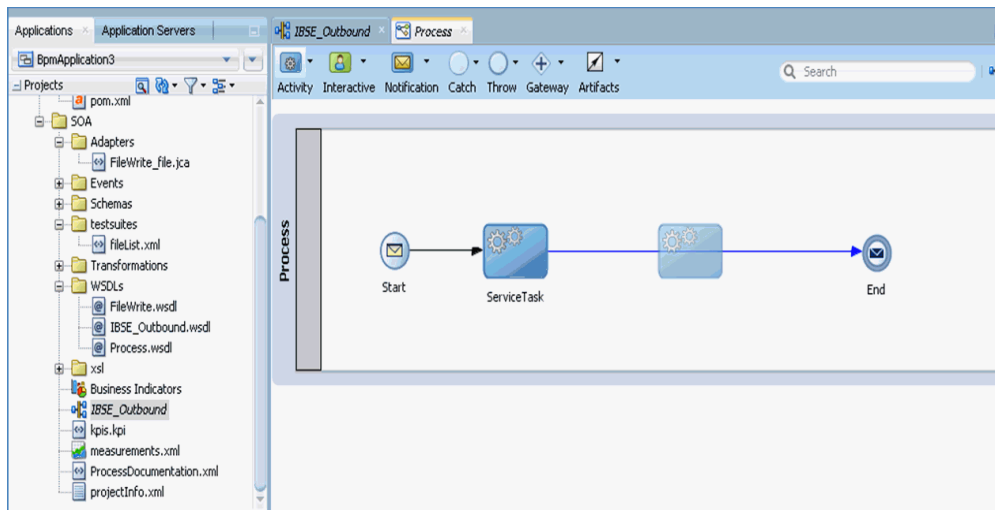 Applications
Application Servers
BpmApplication3
Projects
pom.xml
SOA
Adapters
FileWrite_file.jca
Events
Schemas
testsuites
fileList.xml
Transformations
WSDLs
FileWrite.wsdl
IBSE_Outbound.wsdl
Process.wsdl
xsl
Business Indicators
IBSE_Outbound
kpis.kpi
measurements.xml
ProcessDocumentation.xml
projectInfo.xml
IBSE_Outbound
Process
Activity Interactive Notification Catch Throw Gateway Artifacts
Search
Process
Start
ServiceTask
End